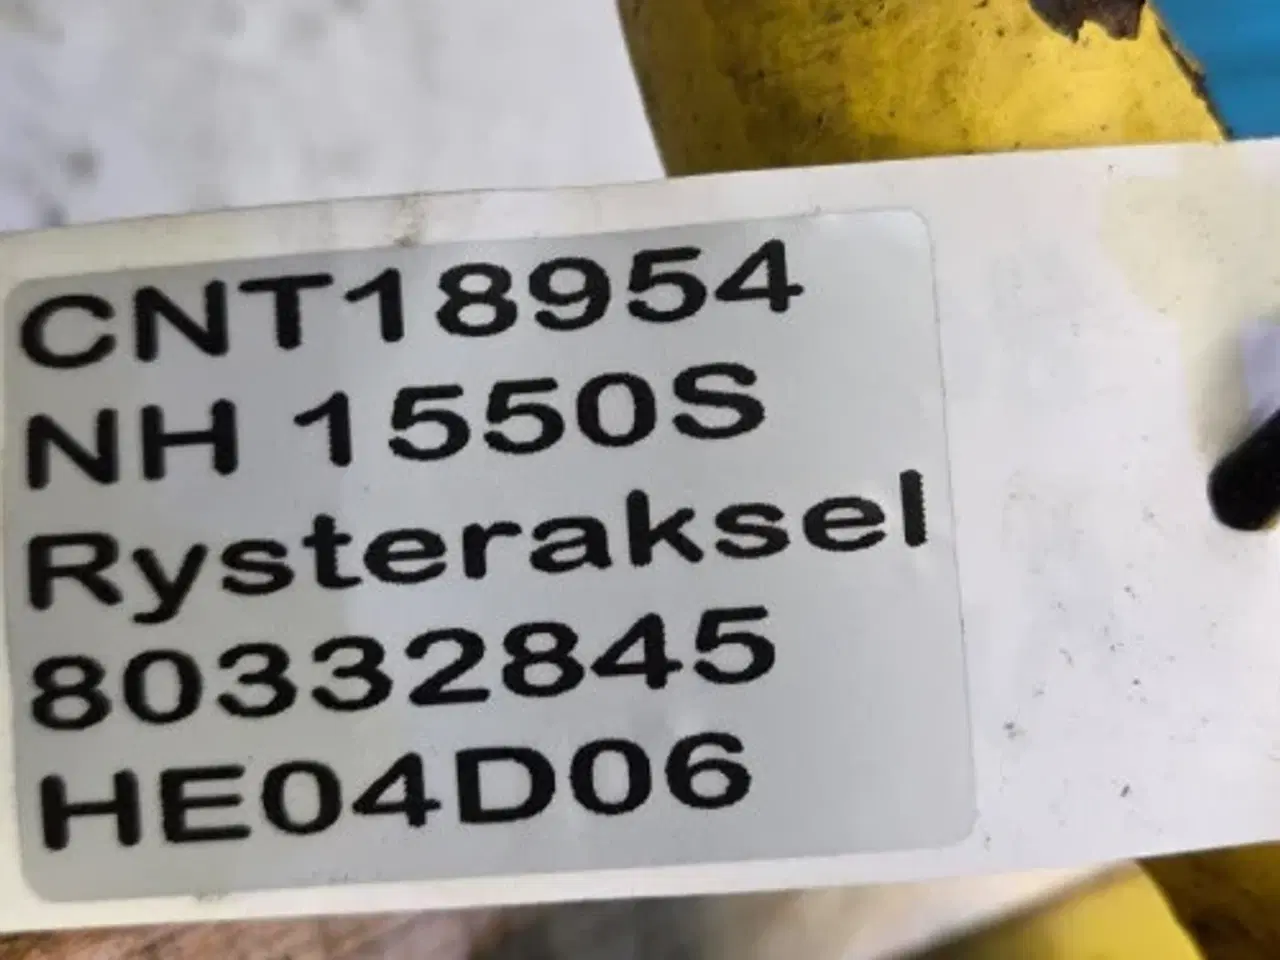 CNT18954
NH 1550S
Rysteraksel
80332845
HE04D06